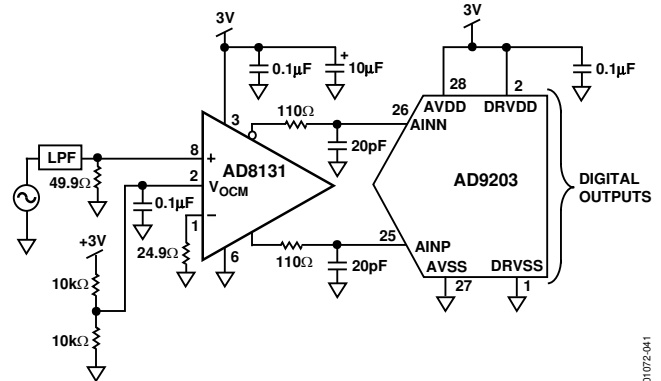 3V
3V
0.1µF
+
10µF
0.1µF
28
2
AVDD
DRVDD
3
110Ω
26
AINN
20pF
LPF
8
+
AD8131
AD9203
DIGITAL
OUTPUTS
49.9Ω
2
VOCM
0.1µF
1
–
+3V
24.9Ω
6
110Ω
25
AINP
20pF
AVSS
DRVSS
27
1
10kΩ
10kΩ
01072-041